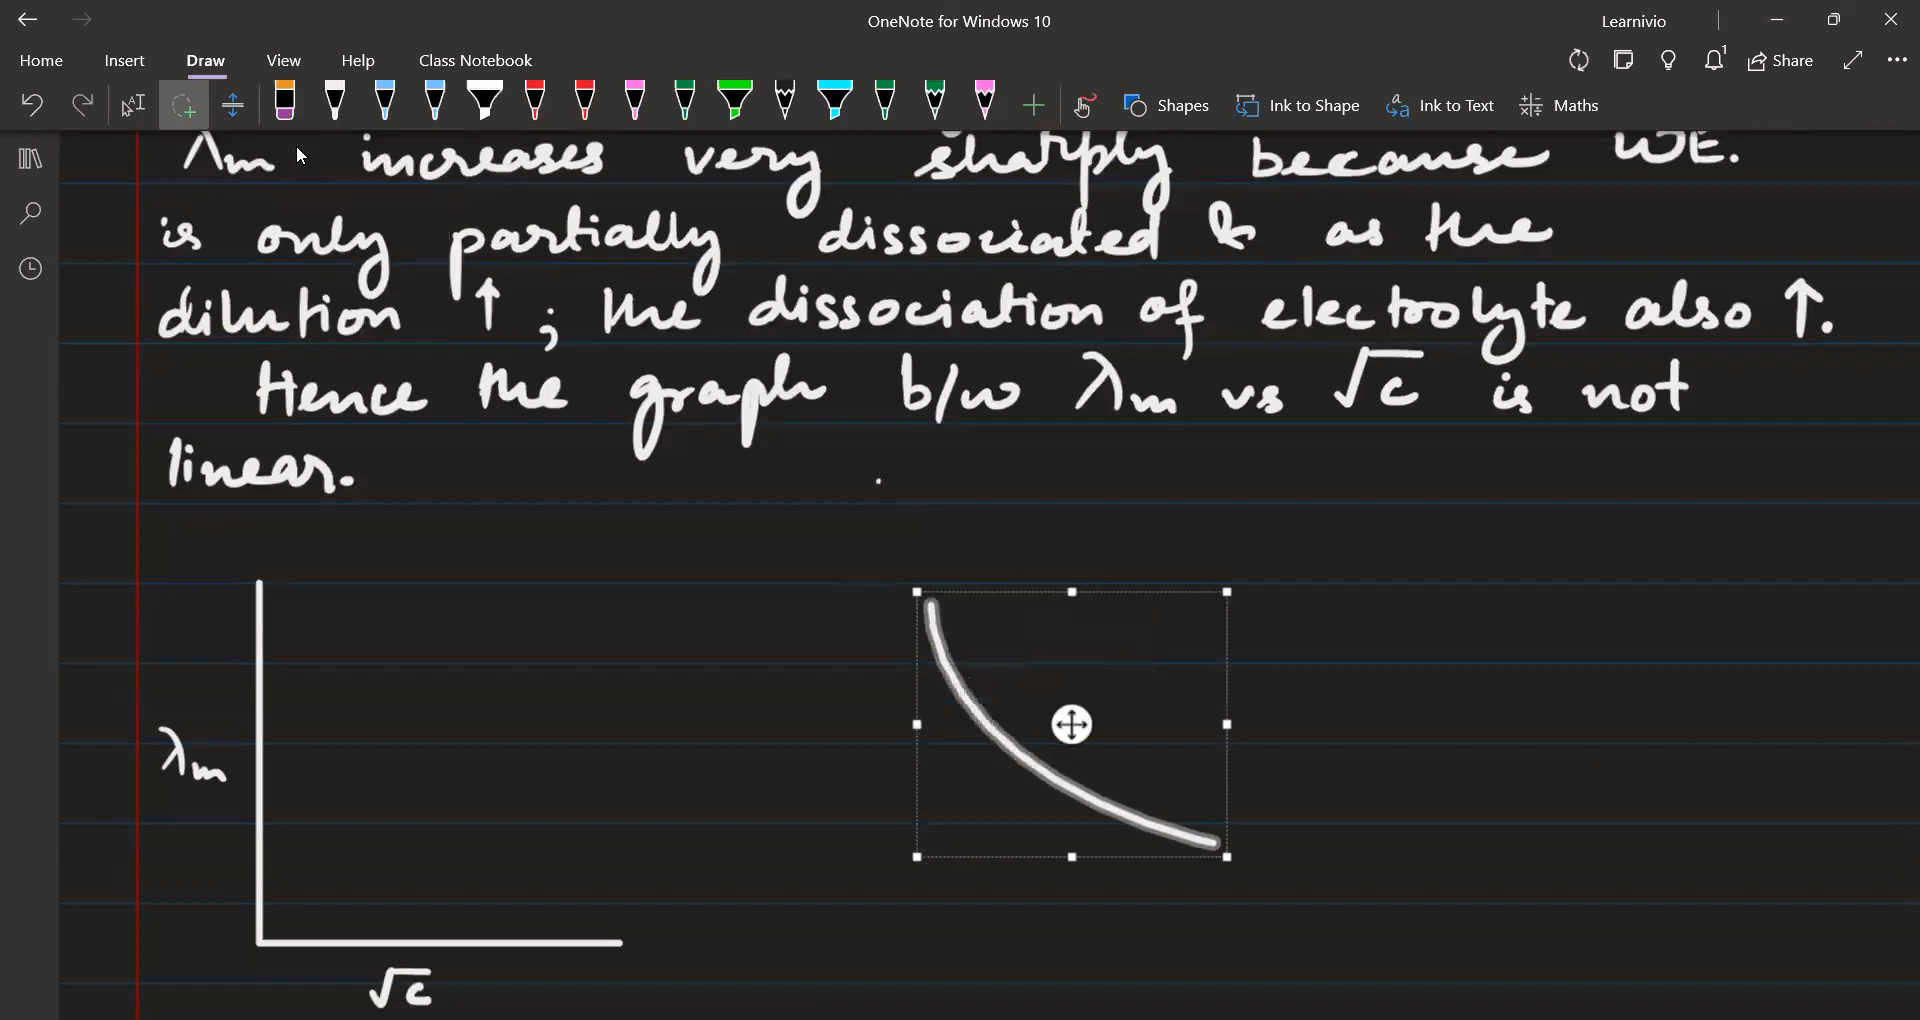 OneNote for Windows 10
Learnivio
Home Insert Draw View Help Class Notebook
Share
Shapes Ink to Shape Ink to Text Maths
λm increases very sharply because WE.
is only partially dissociated & as the
dilution ↑ ; the dissociation of electrolyte also ↑.
Hence the graph b/w λm vs √c is not
linear.
λm
√c